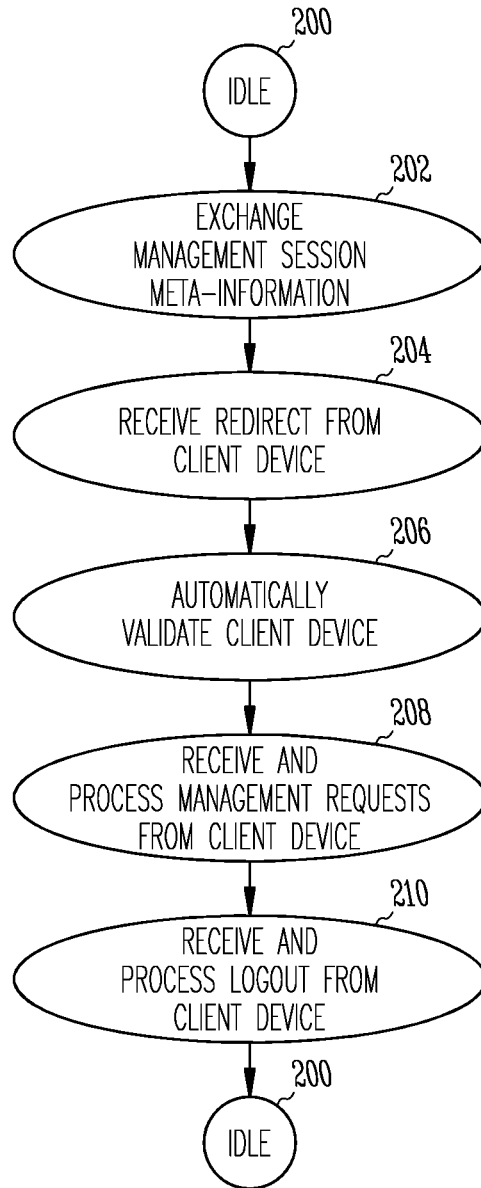 200
IDLE
202
EXCHANGE
MANAGEMENT SESSION
META-INFORMATION
204
RECEIVE REDIRECT FROM
CLIENT DEVICE
206
AUTOMATICALLY
VALIDATE CLIENT DEVICE
208
RECEIVE AND
PROCESS MANAGEMENT REQUESTS
FROM CLIENT DEVICE
210
RECEIVE AND
PROCESS LOGOUT FROM
CLIENT DEVICE
200
IDLE